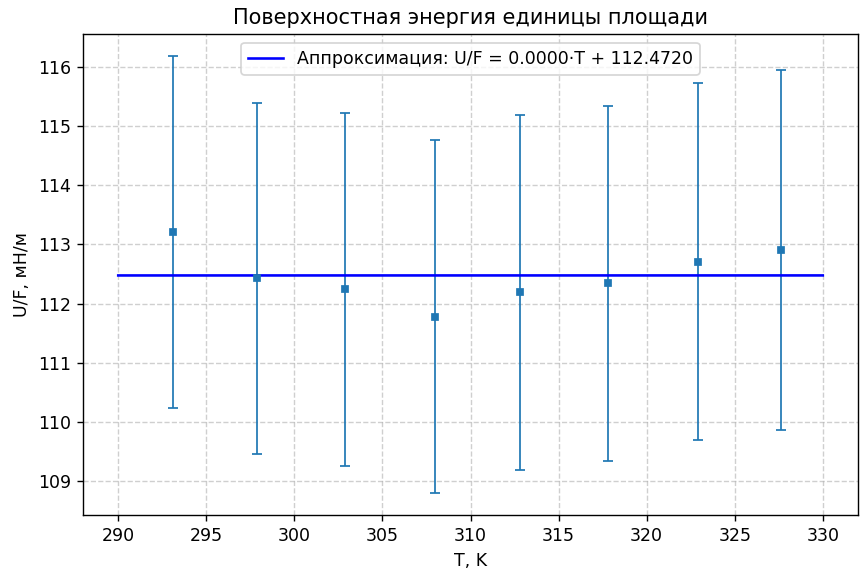 Поверхностная энергия единицы площади
Аппроксимация: U/F = 0.0000·T + 112.4720
U/F, мН/м
116
115
114
113
112
111
110
109
290 295 300 305 310 315 320 325 330
T, K